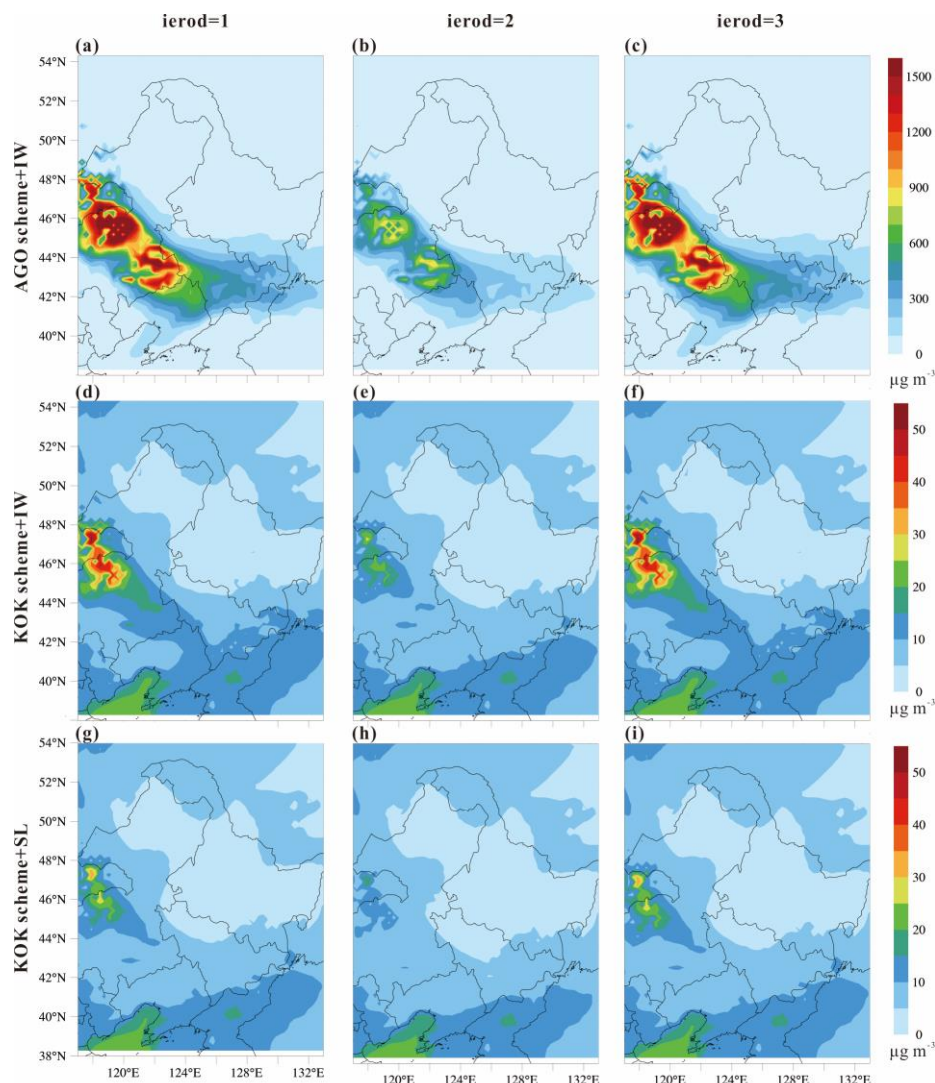 ierod=1 ierod=2 ierod=3
(a) (b) (c)
54°N
52°N
50°N
48°N
46°N
44°N
42°N
40°N
AGO scheme+IW
1500
1200
900
600
300
0
µg m⁻³
(d) (e) (f)
54°N
52°N
50°N
48°N
46°N
44°N
42°N
40°N
KOK scheme+IW
50
40
30
20
10
0
µg m⁻³
(g) (h) (i)
54°N
52°N
50°N
48°N
46°N
44°N
42°N
40°N
38°N
KOK scheme+SL
50
40
30
20
10
0
µg m⁻³
120°E 124°E 128°E 132°E 120°E 124°E 128°E 132°E 120°E 124°E 128°E 132°E